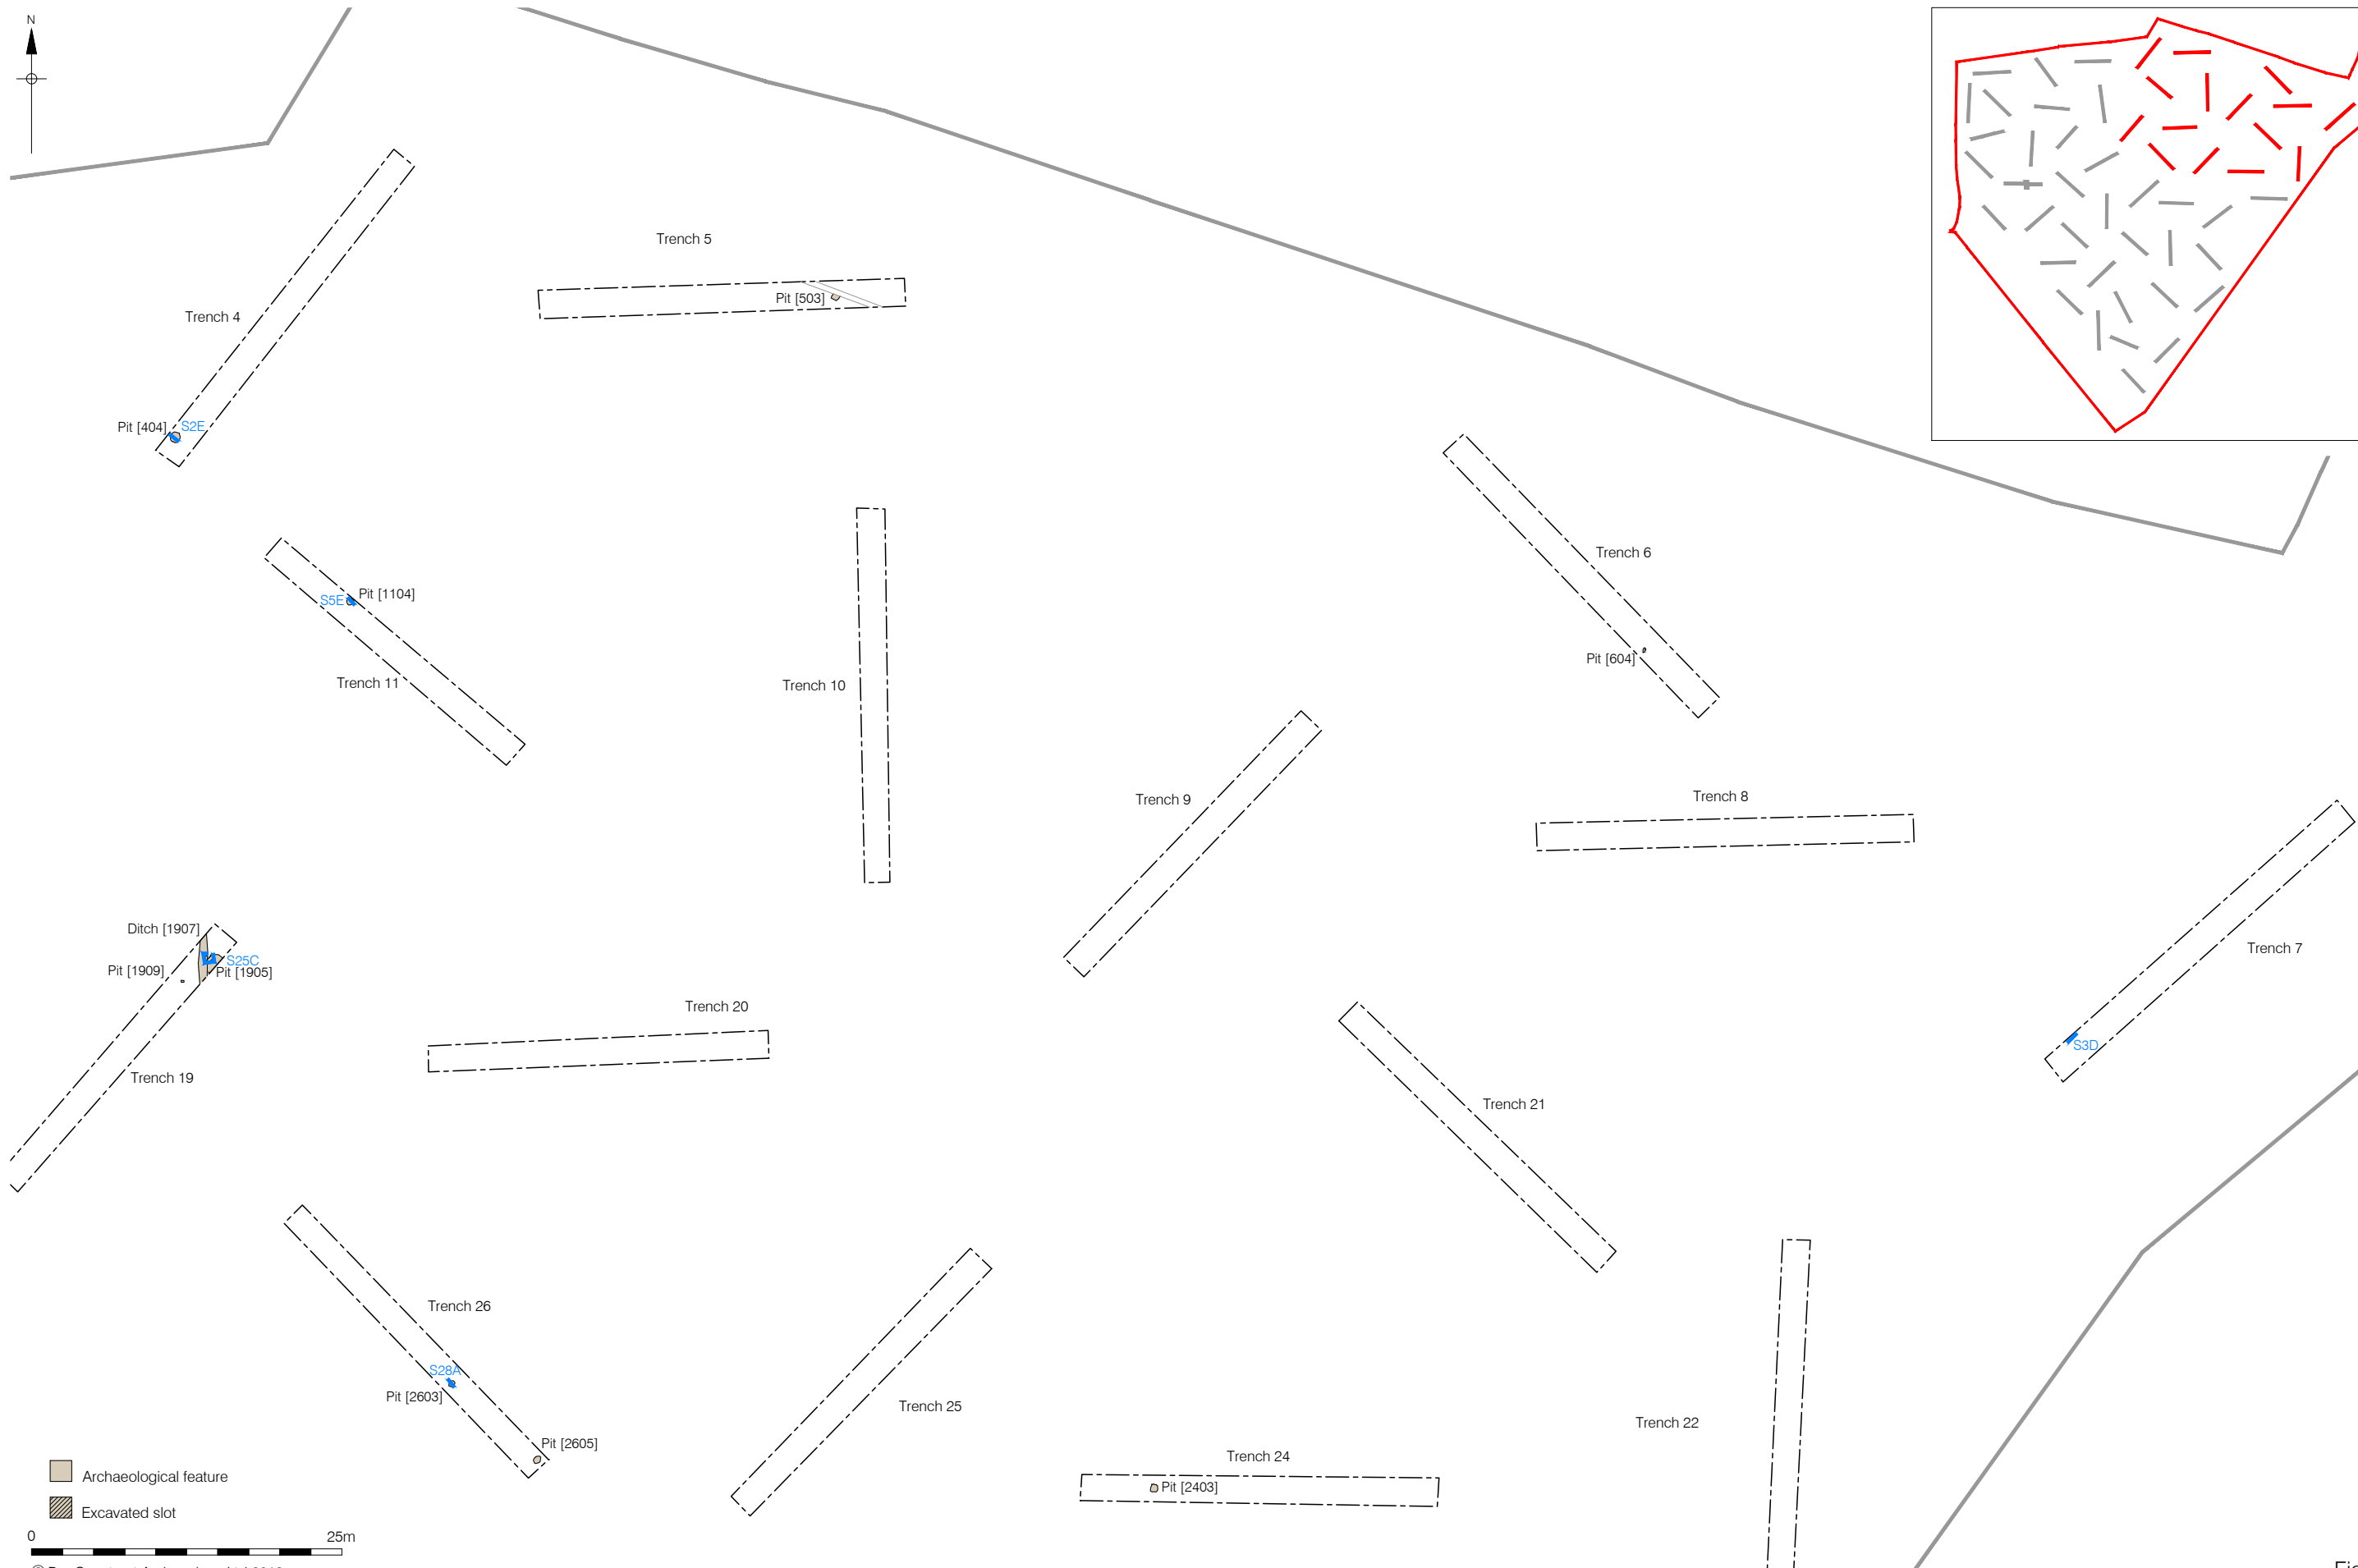 N
Trench 5
Pit [503]
Trench 4
Pit [404]
S2E
Trench 6
Pit [604]
S5E
Pit [1104]
Trench 11
Trench 10
Trench 9
Trench 8
Trench 7
S3D
Ditch [1907]
S25C
Pit [1909]
Pit [1905]
Trench 19
Trench 20
Trench 21
Trench 26
S28A
Pit [2603]
Pit [2605]
Trench 25
Trench 22
Trench 24
Pit [2403]
Archaeological feature
Excavated slot
0 25m